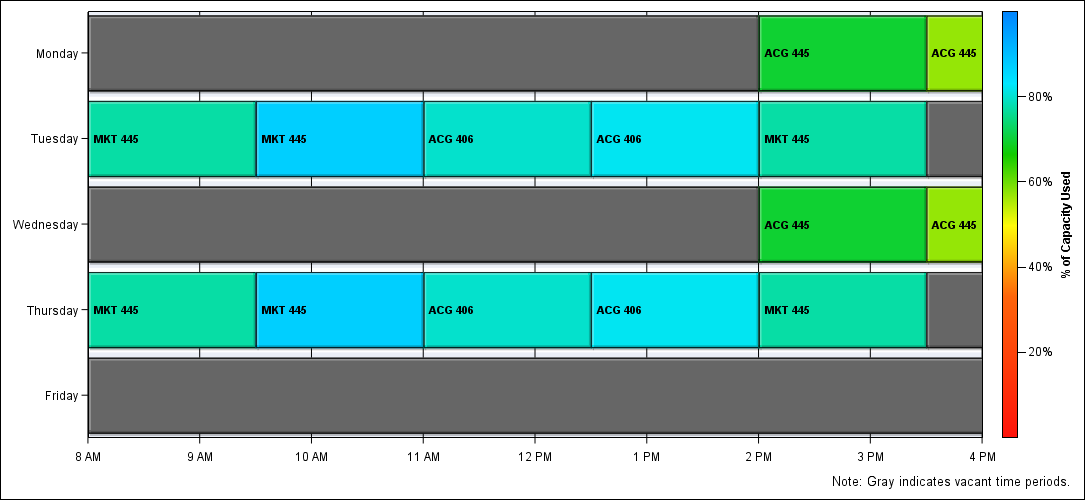 Monday
ACG 445
ACG 445
Tuesday
MKT 445
MKT 445
ACG 406
ACG 406
MKT 445
Wednesday
ACG 445
ACG 445
Thursday
MKT 445
MKT 445
ACG 406
ACG 406
MKT 445
Friday
8 AM
9 AM
10 AM
11 AM
12 PM
1 PM
2 PM
3 PM
4 PM
80%
60%
40%
20%
% of Capacity Used
Note: Gray indicates vacant time periods.